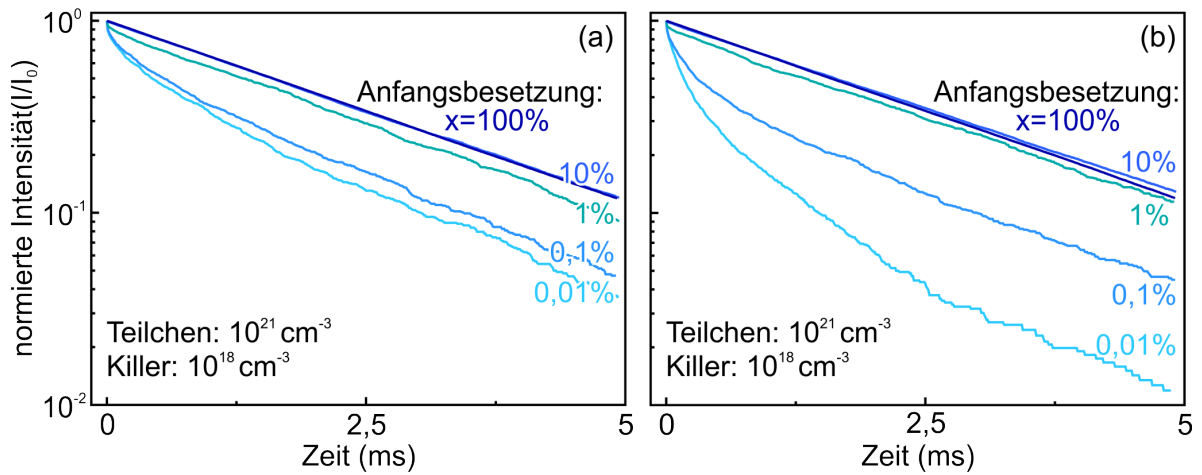 normierte Intensität(I/I₀)
10⁰
10⁻¹
10⁻²
(a)
Anfangsbesetzung:
x=100%
10%
1%
0,1%
0,01%
Teilchen: 10²¹ cm⁻³
Killer: 10¹⁸ cm⁻³
0
2,5
5
Zeit (ms)
(b)
Anfangsbesetzung:
x=100%
10%
1%
0,1%
0,01%
Teilchen: 10²¹ cm⁻³
Killer: 10¹⁸ cm⁻³
0
2,5
5
Zeit (ms)